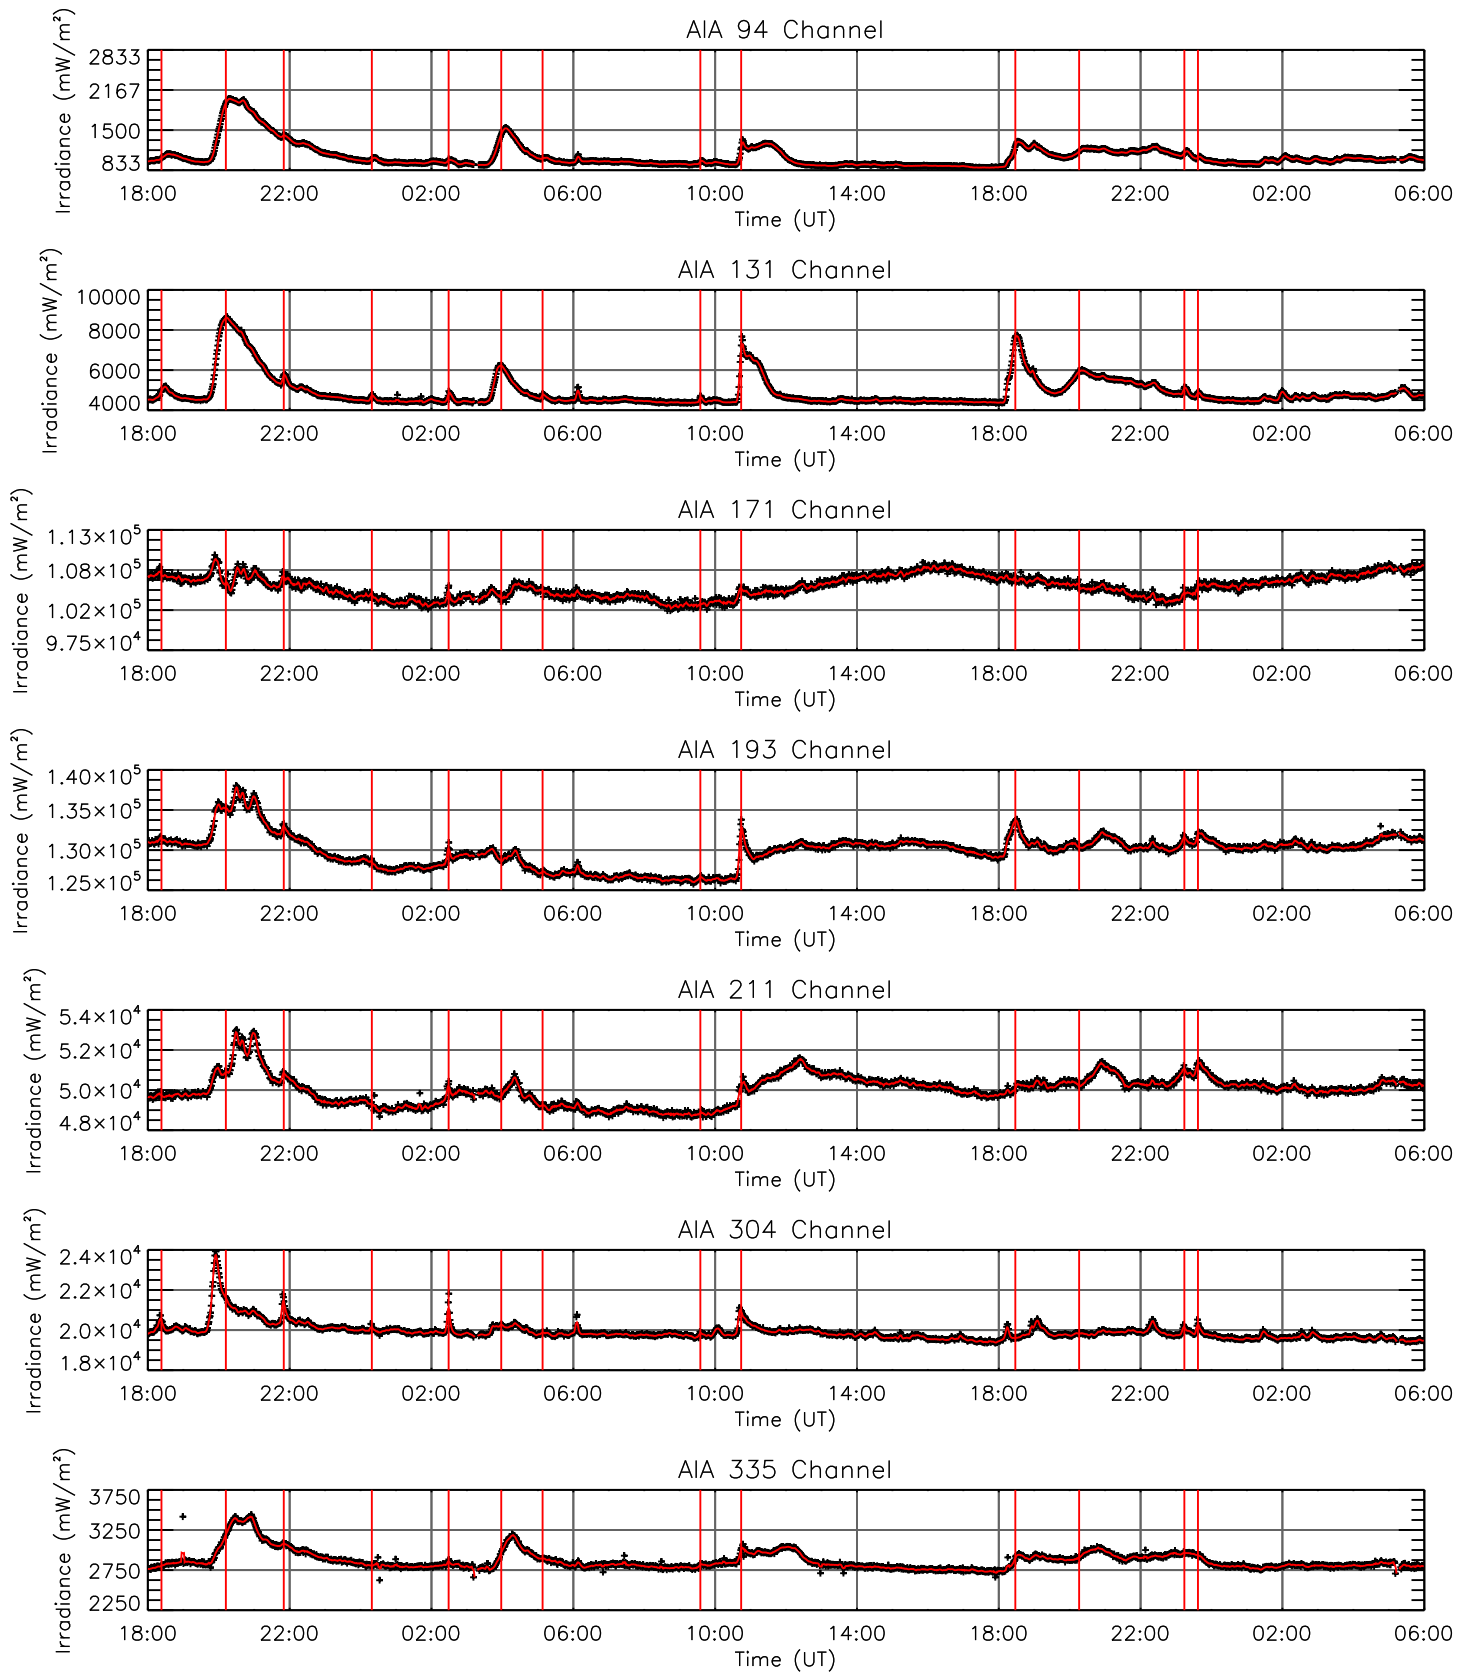 AIA 94 Channel
Irradiance (mW/m²)
2833
2167
1500
833
18:00 22:00 02:00 06:00 10:00 14:00 18:00 22:00 02:00 06:00
Time (UT)
AIA 131 Channel
Irradiance (mW/m²)
10000
8000
6000
4000
18:00 22:00 02:00 06:00 10:00 14:00 18:00 22:00 02:00 06:00
Time (UT)
AIA 171 Channel
Irradiance (mW/m²)
1.13×10⁵
1.08×10⁵
1.02×10⁵
9.75×10⁴
18:00 22:00 02:00 06:00 10:00 14:00 18:00 22:00 02:00 06:00
Time (UT)
AIA 193 Channel
Irradiance (mW/m²)
1.40×10⁵
1.35×10⁵
1.30×10⁵
1.25×10⁵
18:00 22:00 02:00 06:00 10:00 14:00 18:00 22:00 02:00 06:00
Time (UT)
AIA 211 Channel
Irradiance (mW/m²)
5.4×10⁴
5.2×10⁴
5.0×10⁴
4.8×10⁴
18:00 22:00 02:00 06:00 10:00 14:00 18:00 22:00 02:00 06:00
Time (UT)
AIA 304 Channel
Irradiance (mW/m²)
2.4×10⁴
2.2×10⁴
2.0×10⁴
1.8×10⁴
18:00 22:00 02:00 06:00 10:00 14:00 18:00 22:00 02:00 06:00
Time (UT)
AIA 335 Channel
Irradiance (mW/m²)
3750
3250
2750
2250
18:00 22:00 02:00 06:00 10:00 14:00 18:00 22:00 02:00 06:00
Time (UT)